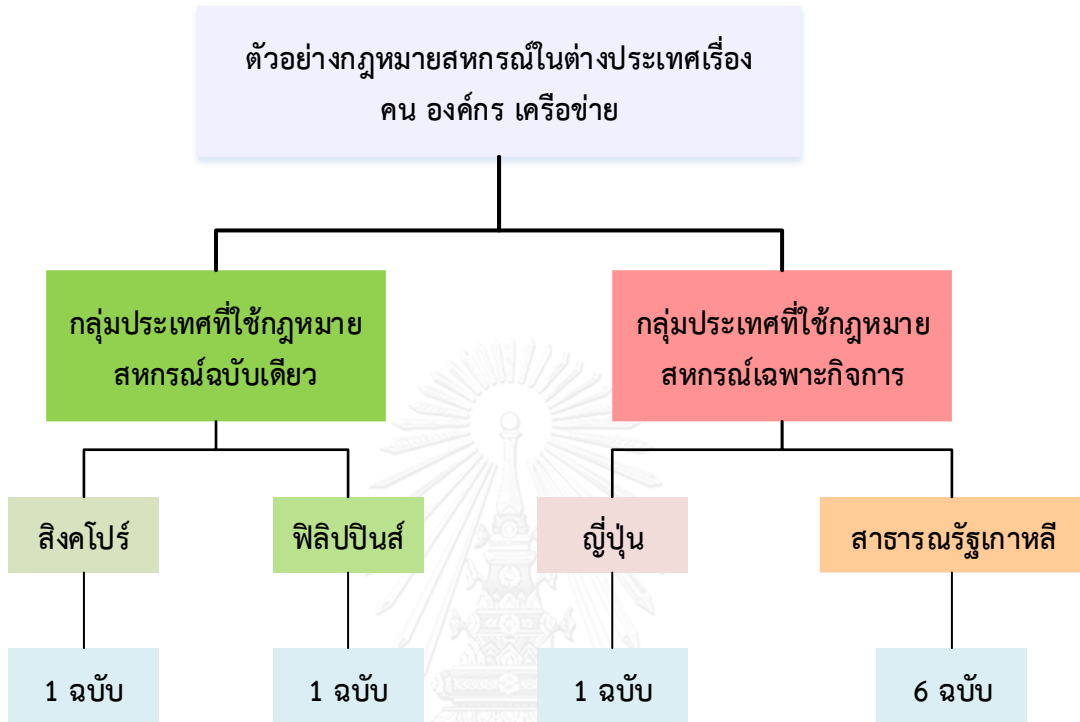 ตัวอย่างกฎหมายสหกรณ์ในต่างประเทศเรื่อง
คน องค์กร เครือข่าย
กลุ่มประเทศที่ใช้กฎหมาย
สหกรณ์ฉบับเดียว
กลุ่มประเทศที่ใช้กฎหมาย
สหกรณ์เฉพาะกิจการ
สิงคโปร์
ฟิลิปปินส์
ญี่ปุ่น
สาธารณรัฐเกาหลี
1 ฉบับ
1 ฉบับ
1 ฉบับ
6 ฉบับ